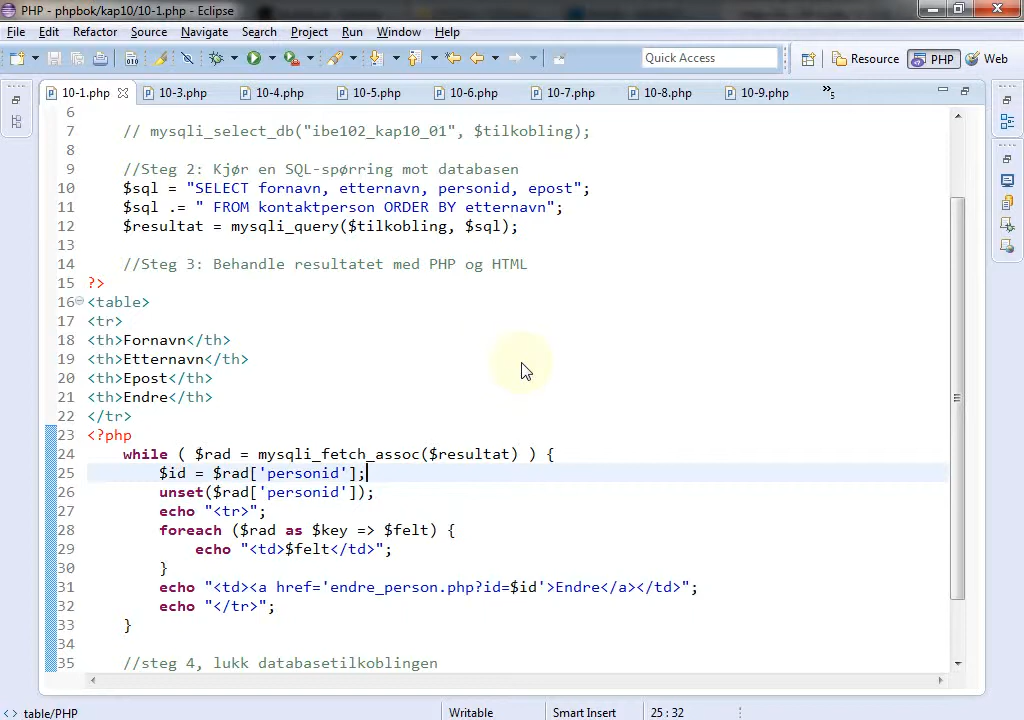 PHP - phpbok/kap10/10-1.php - Eclipse
File Edit Refactor Source Navigate Search Project Run Window Help
Quick Access Resource PHP Web
10-1.php 10-3.php 10-4.php 10-5.php 10-6.php 10-7.php 10-8.php 10-9.php »5
6
7 // mysqli_select_db("ibe102_kap10_01", $tilkobling);
8
9 //Steg 2: Kjør en SQL-spørring mot databasen
10 $sql = "SELECT fornavn, etternavn, personid, epost";
11 $sql .= " FROM kontaktperson ORDER BY etternavn";
12 $resultat = mysqli_query($tilkobling, $sql);
13
14 //Steg 3: Behandle resultatet med PHP og HTML
15 ?>
16 <table>
17 <tr>
18 <th>Fornavn</th>
19 <th>Etternavn</th>
20 <th>Epost</th>
21 <th>Endre</th>
22 </tr>
23 <?php
24 while ( $rad = mysqli_fetch_assoc($resultat) ) {
25 $id = $rad['personid'];
26 unset($rad['personid']);
27 echo "<tr>";
28 foreach ($rad as $key => $felt) {
29 echo "<td>$felt</td>";
30 }
31 echo "<td><a href='endre_person.php?id=$id'>Endre</a></td>";
32 echo "</tr>";
33 }
34
35 //steg 4, lukk databasetilkoblingen
<> table/PHP Writable Smart Insert 25 : 32